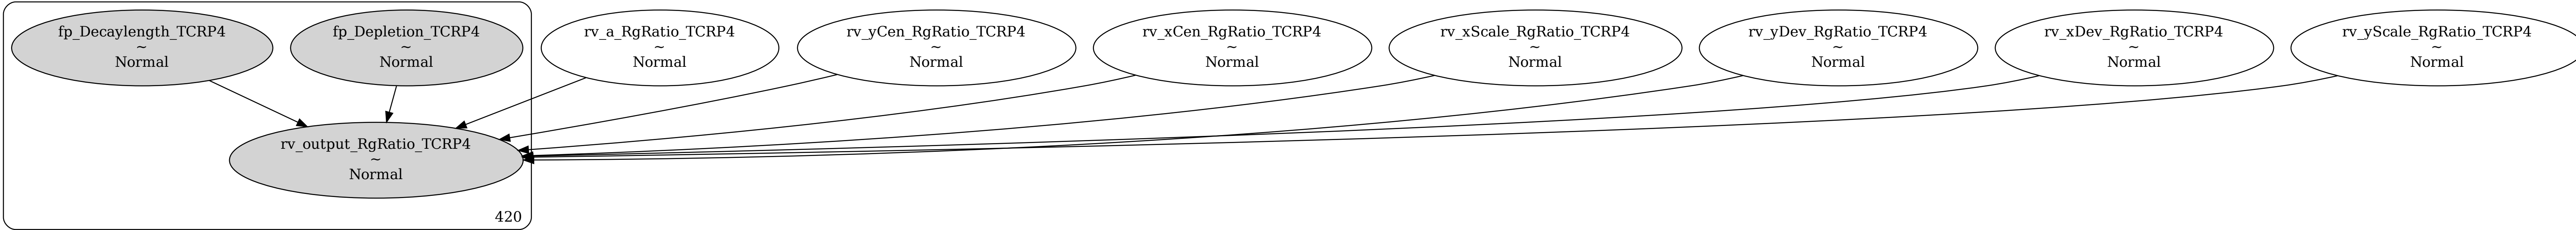 fp_Decaylength_TCRP4
~
Normal
fp_Depletion_TCRP4
~
Normal
rv_a_RgRatio_TCRP4
~
Normal
rv_yCen_RgRatio_TCRP4
~
Normal
rv_xCen_RgRatio_TCRP4
~
Normal
rv_xScale_RgRatio_TCRP4
~
Normal
rv_yDev_RgRatio_TCRP4
~
Normal
rv_xDev_RgRatio_TCRP4
~
Normal
rv_yScale_RgRatio_TCRP4
~
Normal
rv_output_RgRatio_TCRP4
~
Normal
420